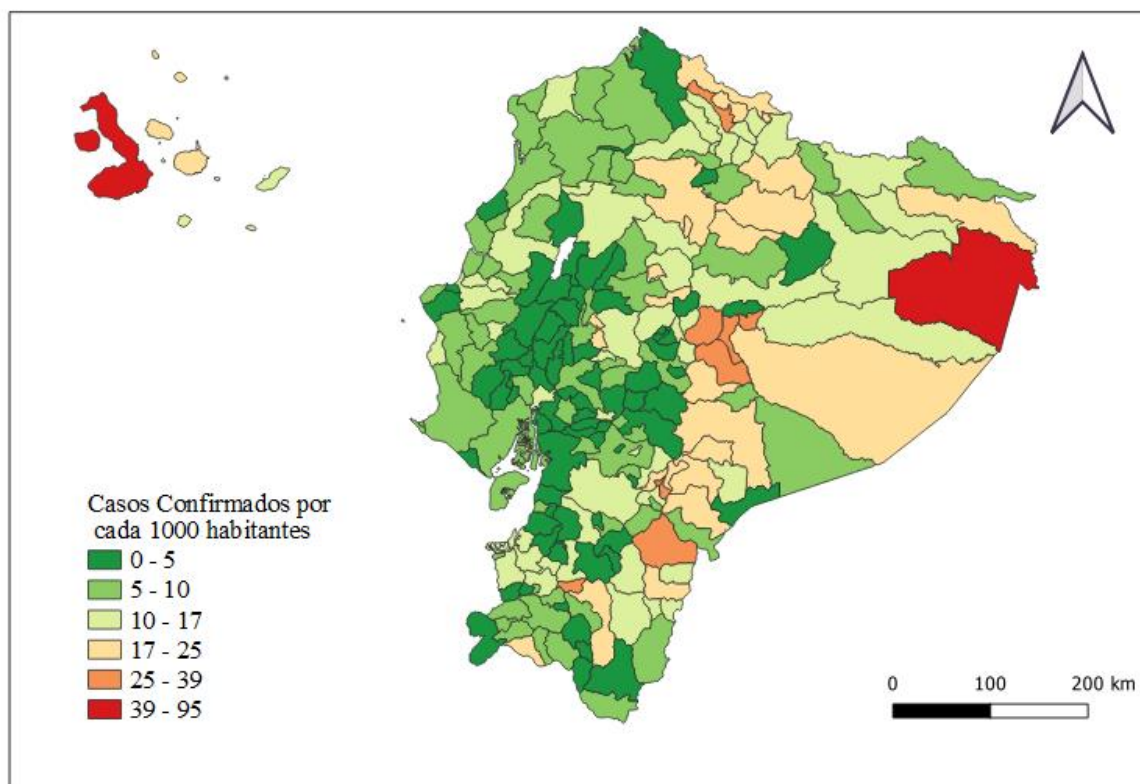 Casos Confirmados por
cada 1000 habitantes
0 - 5
5 - 10
10 - 17
17 - 25
25 - 39
39 - 95
0 100 200 km